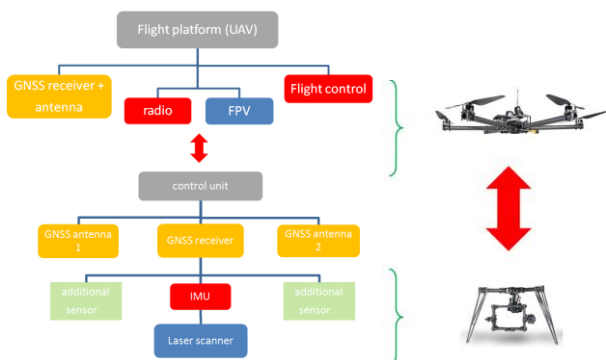 Flight platform (UAV)
GNSS receiver +
antenna
radio
FPV
Flight control
control unit
GNSS antenna
1
GNSS receiver
GNSS antenna
2
additional
sensor
IMU
additional
sensor
Laser scanner